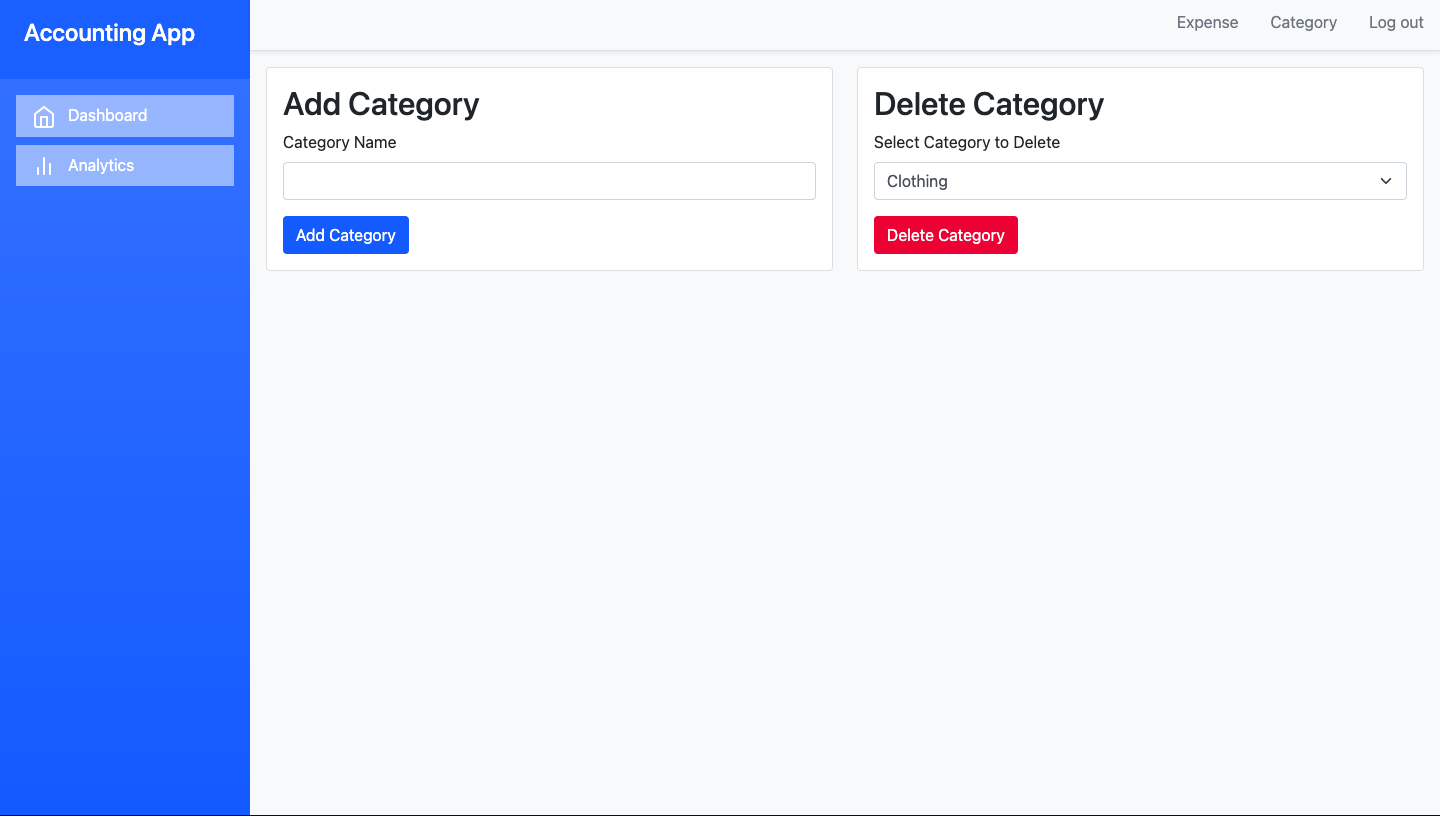 Accounting App
Expense Category Log out
Dashboard
Analytics
Add Category
Category Name
Add Category
Delete Category
Select Category to Delete
Clothing
Delete Category